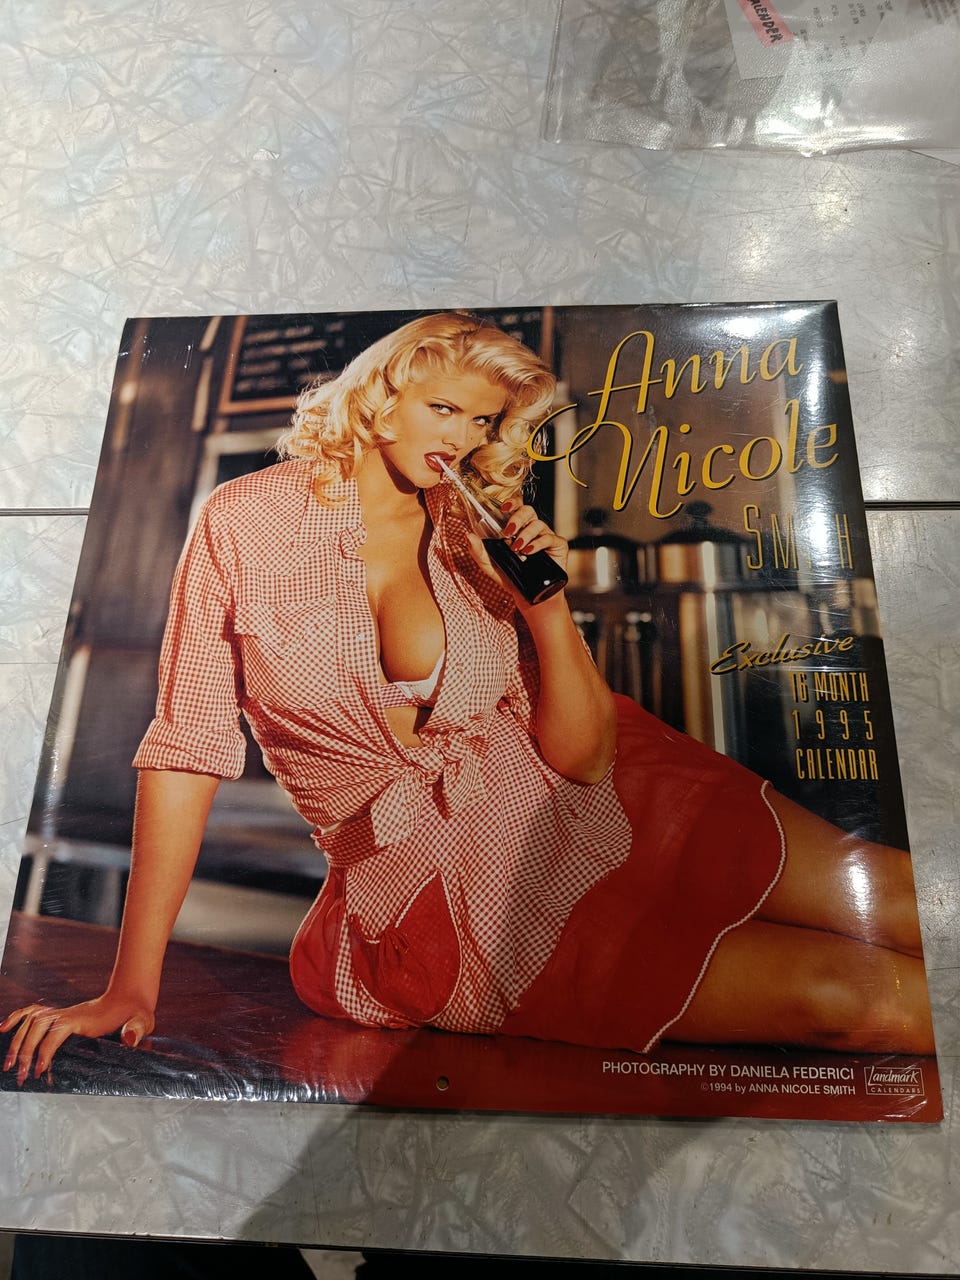 Anna
Nicole
SMITH
Exclusive
16 MONTH
1995
CALENDAR
PHOTOGRAPHY BY DANIELA FEDERICI
©1994 by ANNA NICOLE SMITH
Landmark
CALENDARS